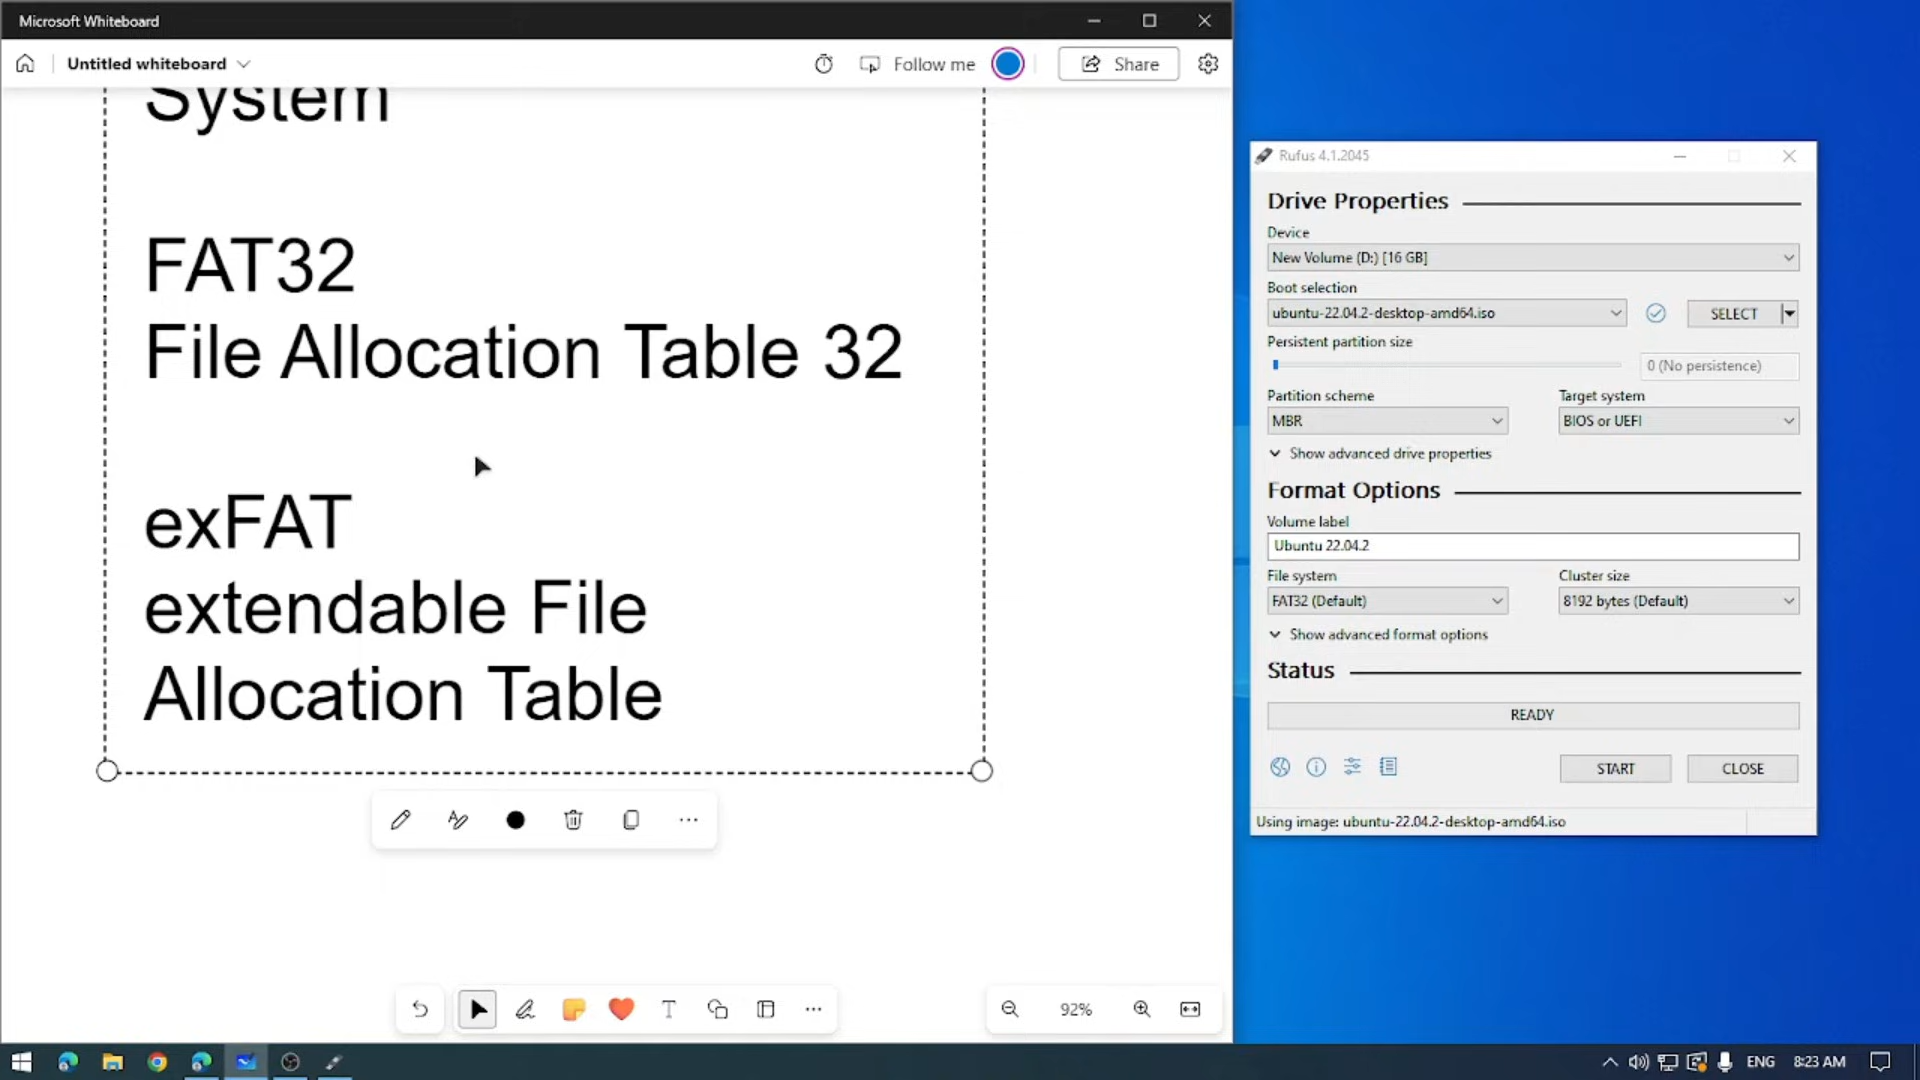 Microsoft Whiteboard
Untitled whiteboard
Follow me
Share
System
FAT32
File Allocation Table 32
exFAT
extendable File
Allocation Table
92%
Rufus 4.1.2045
Drive Properties
Device
New Volume (D:) [16 GB]
Boot selection
ubuntu-22.04.2-desktop-amd64.iso
SELECT
Persistent partition size
0 (No persistence)
Partition scheme
Target system
MBR
BIOS or UEFI
Show advanced drive properties
Format Options
Volume label
Ubuntu 22.04.2
File system
Cluster size
FAT32 (Default)
8192 bytes (Default)
Show advanced format options
Status
READY
START
CLOSE
Using image: ubuntu-22.04.2-desktop-amd64.iso
ENG
8:23 AM